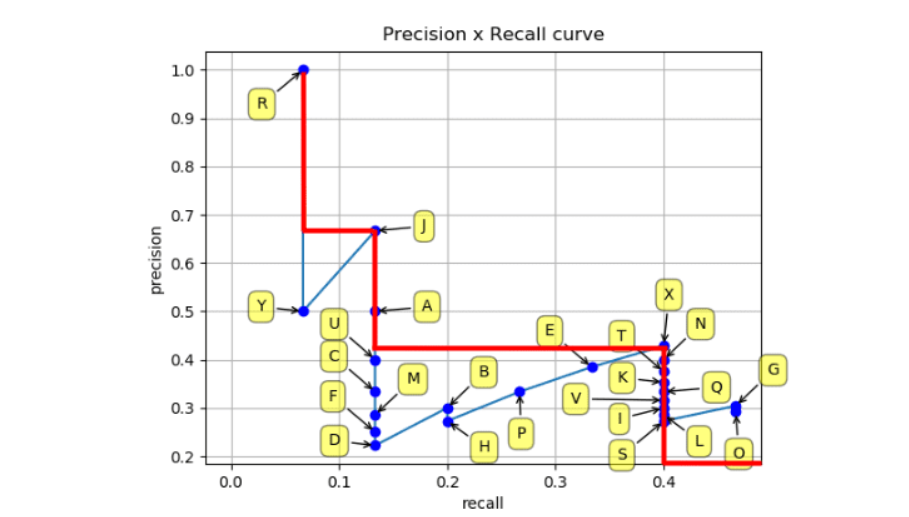 Precision x Recall curve
precision
1.0
0.9
0.8
0.7
0.6
0.5
0.4
0.3
0.2
R
J
Y
A
U
C
M
F
D
B
H
P
E
T
X
N
K
V
Q
I
L
S
G
O
0.0
0.1
0.2
0.3
0.4
recall